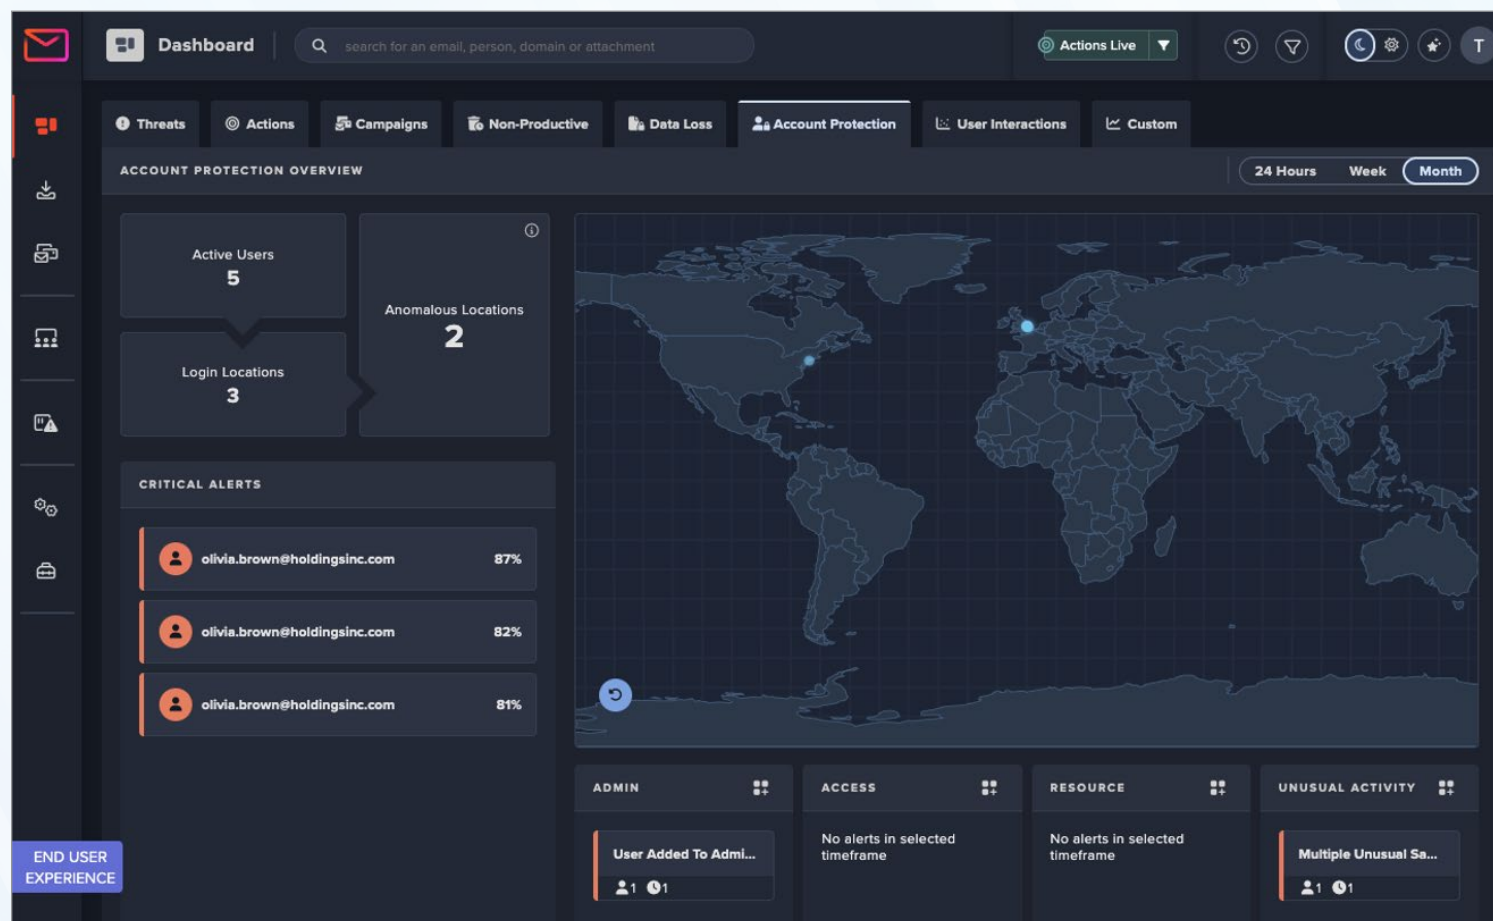 Dashboard
search for an email, person, domain or attachment
Actions Live
T
Threats
Actions
Campaigns
Non-Productive
Data Loss
Account Protection
User Interactions
Custom
ACCOUNT PROTECTION OVERVIEW
24 Hours
Week
Month
Active Users
5
Login Locations
3
Anomalous Locations
2
CRITICAL ALERTS
olivia.brown@holdingsinc.com 87%
olivia.brown@holdingsinc.com 82%
olivia.brown@holdingsinc.com 81%
ADMIN
User Added To Admi...
1 1
ACCESS
No alerts in selected
timeframe
RESOURCE
No alerts in selected
timeframe
UNUSUAL ACTIVITY
Multiple Unusual Sa...
1 1
END USER
EXPERIENCE